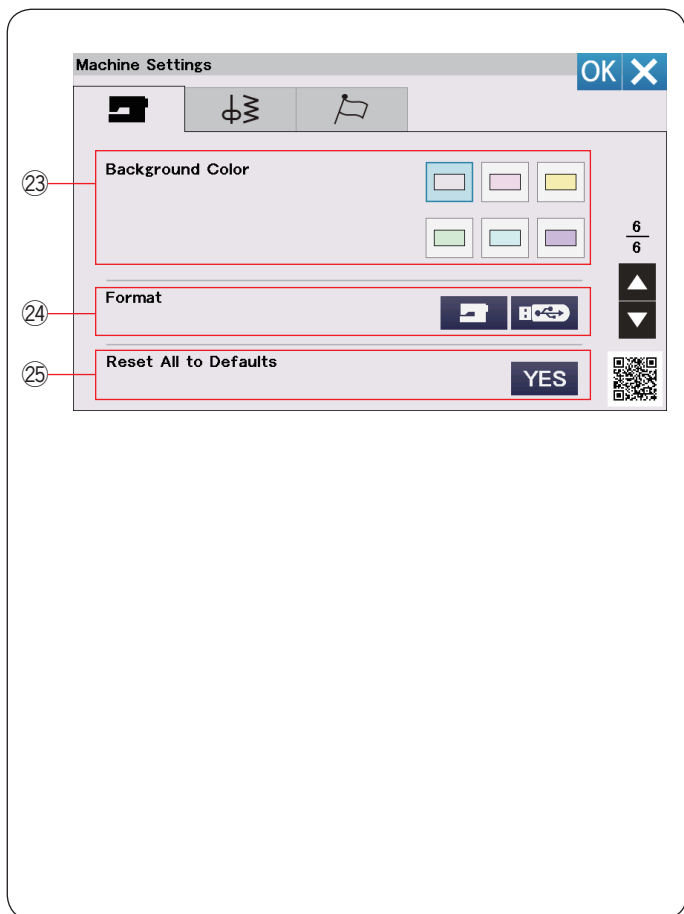 Machine Settings
OK
㉓
Background Color
6
6
㉔
Format
㉕
Reset All to Defaults
YES